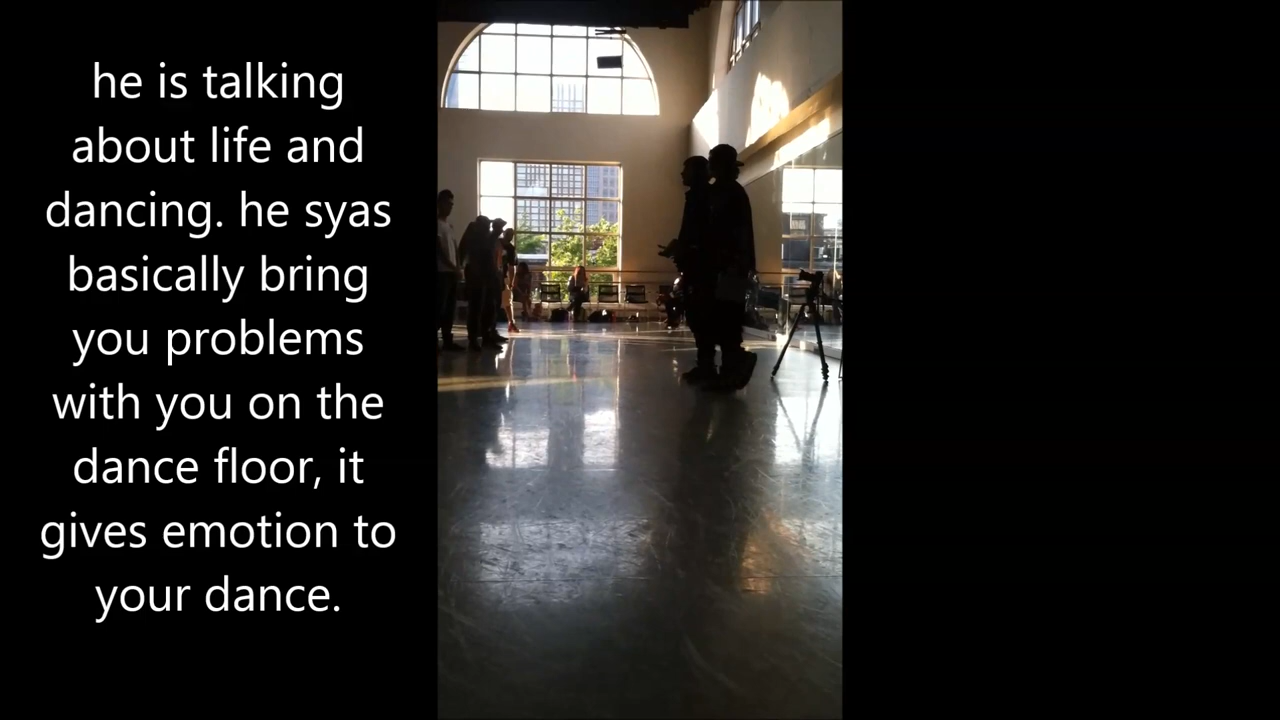 he is talking
about life and
dancing. he syas
basically bring
you problems
with you on the
dance floor, it
gives emotion to
your dance.